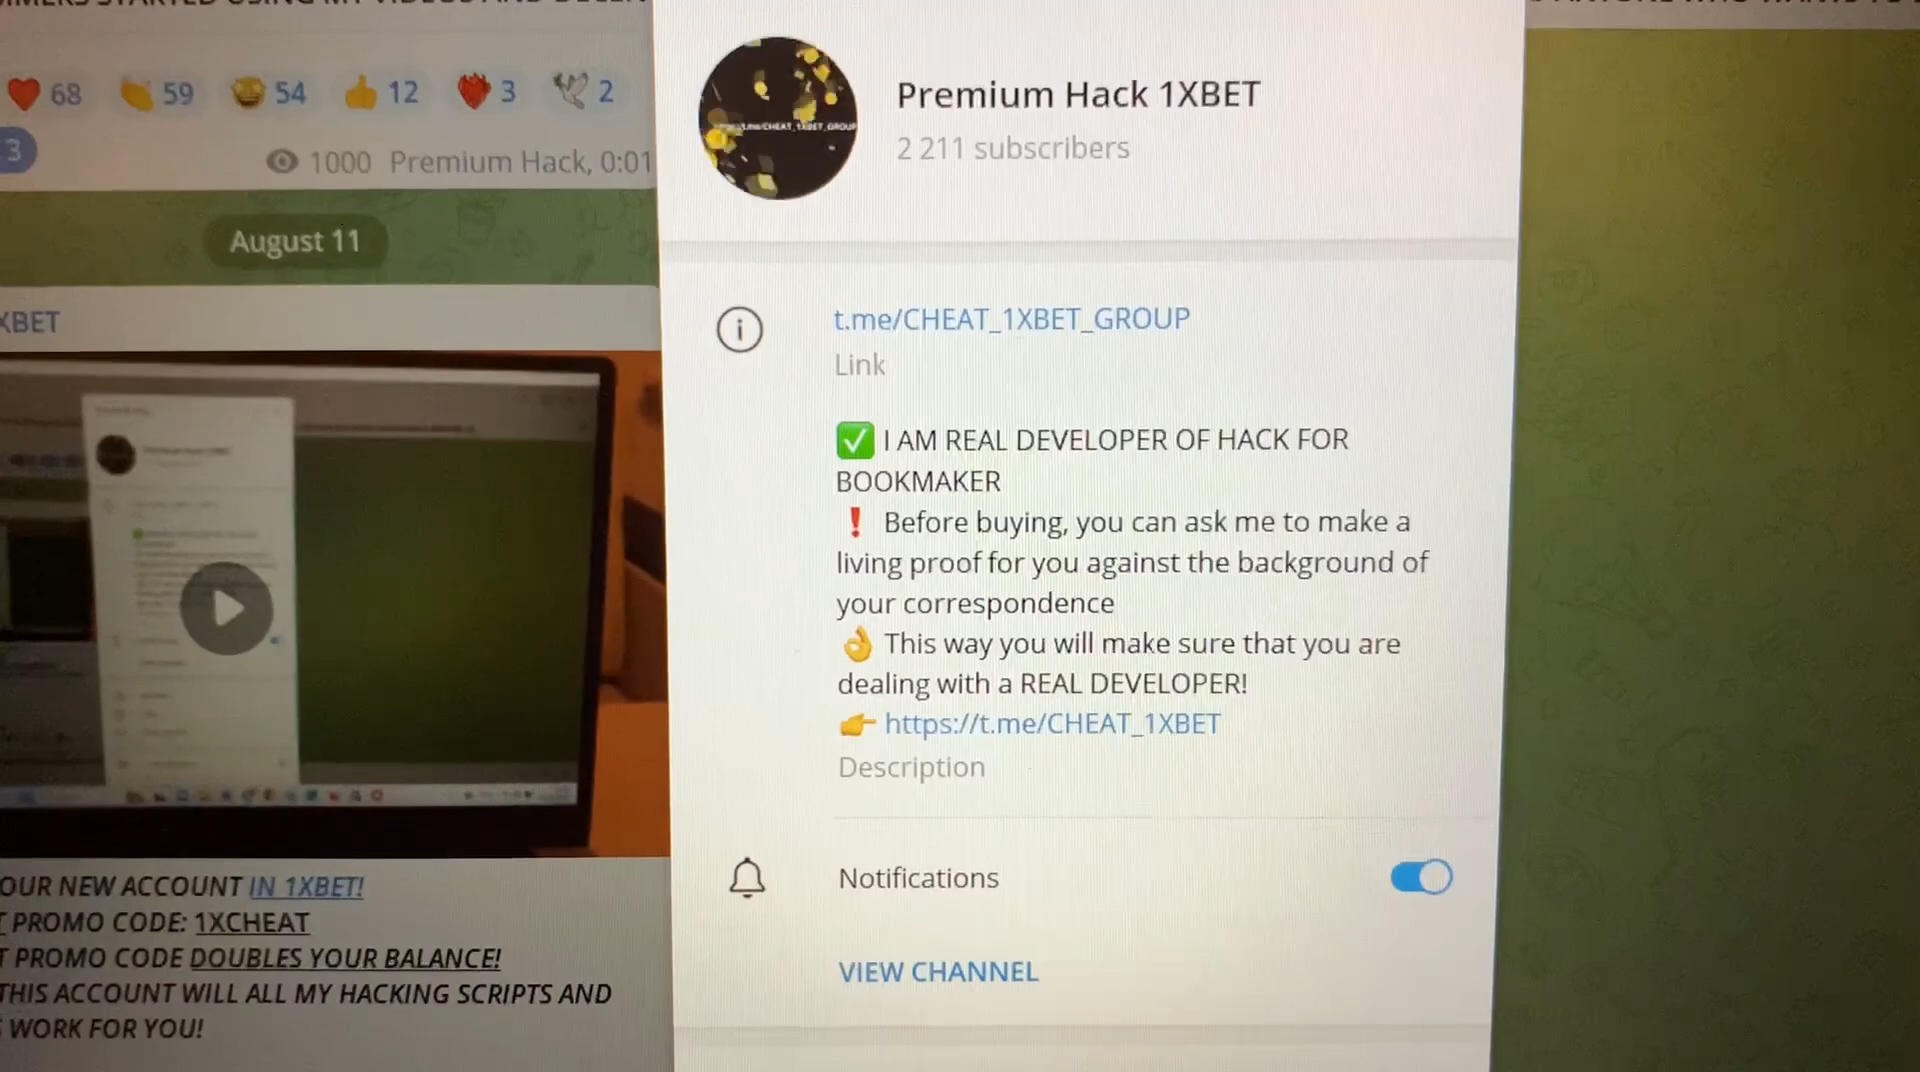 ❤️ 68 👏 59 🤩 54 👍 12 ❤️‍🔥 3 🕊 2
3
1000 Premium Hack, 0:01
August 11
XBET
OUR NEW ACCOUNT IN 1XBET!
PROMO CODE: 1XCHEAT
PROMO CODE DOUBLES YOUR BALANCE!
THIS ACCOUNT WILL ALL MY HACKING SCRIPTS AND
WORK FOR YOU!
Premium Hack 1XBET
2 211 subscribers
t.me/CHEAT_1XBET_GROUP
Link
✅ I AM REAL DEVELOPER OF HACK FOR
BOOKMAKER
❗ Before buying, you can ask me to make a
living proof for you against the background of
your correspondence
👌 This way you will make sure that you are
dealing with a REAL DEVELOPER!
👉 https://t.me/CHEAT_1XBET
Description
Notifications
VIEW CHANNEL